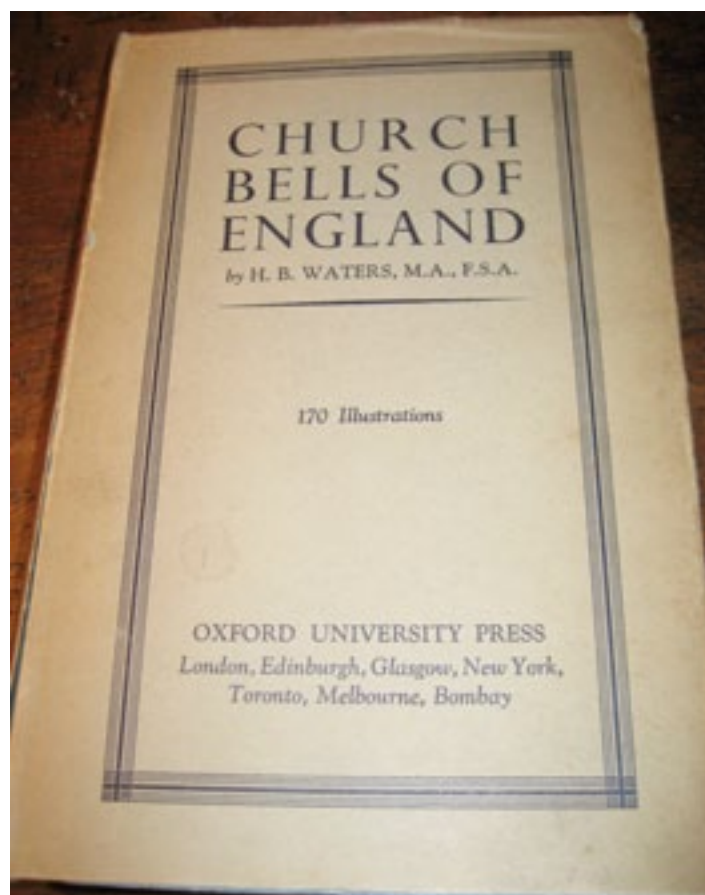 CHURCH
BELLS OF
ENGLAND
by H. B. WATERS, M.A., F.S.A.
170 Illustrations
OXFORD UNIVERSITY PRESS
London, Edinburgh, Glasgow, New York,
Toronto, Melbourne, Bombay